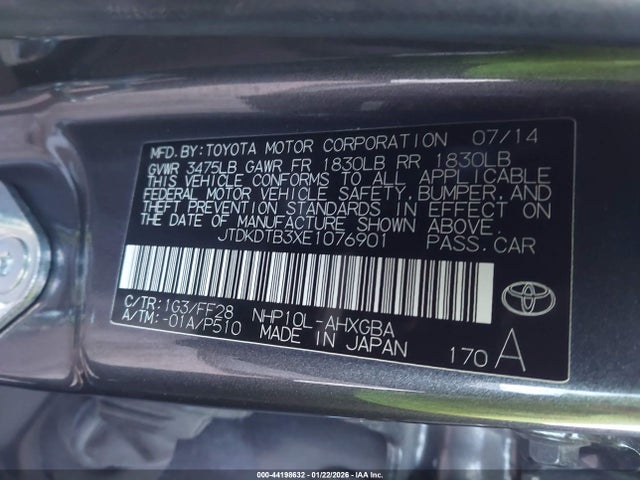 MFD.BY:TOYOTA MOTOR CORPORATION 07/14
GVWR 3475LB GAWR FR 1830LB RR 1830LB
THIS VEHICLE CONFORMS TO ALL APPLICABLE
FEDERAL MOTOR VEHICLE SAFETY, BUMPER, AND
THEFT PREVENTION STANDARDS IN EFFECT ON
THE DATE OF MANUFACTURE SHOWN ABOVE.
JTDKDTB3XE1076901 PASS.CAR
C/TR:1G3/FF28 NHP10L-AHXGBA
A/TM:-01A/P510 MADE IN JAPAN
170 A
000-44198632 - 01/22/2026 - IAA Inc.